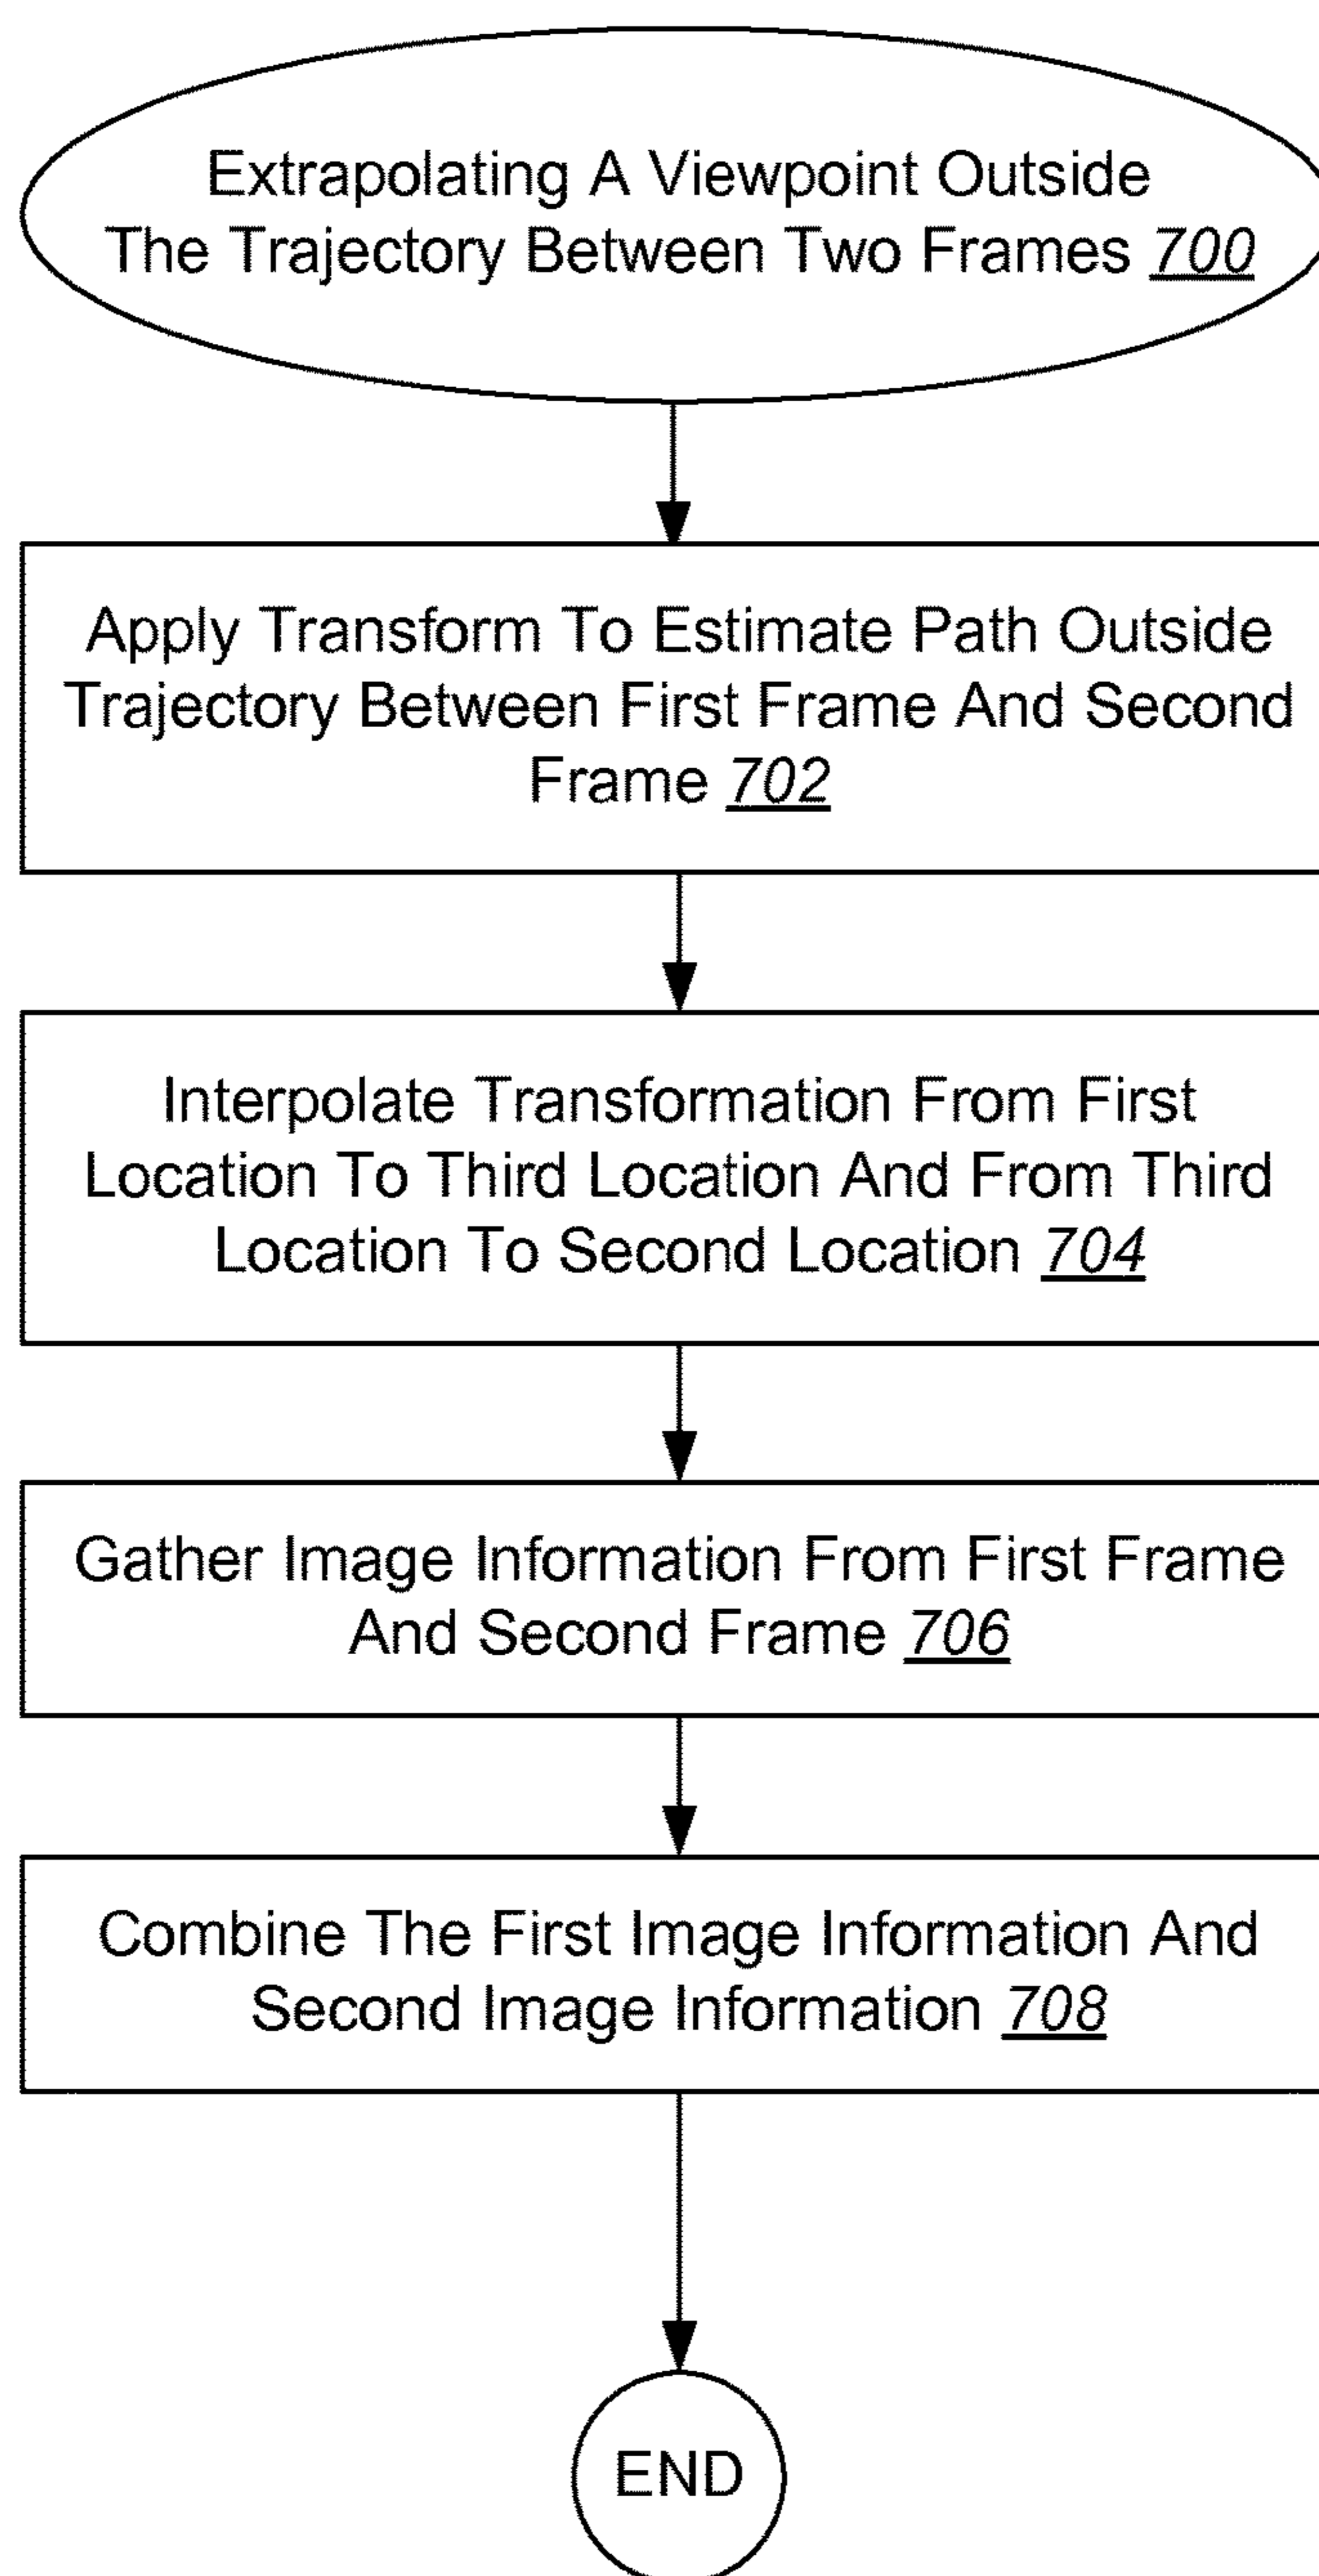 Extrapolating A Viewpoint Outside
The Trajectory Between Two Frames 700
Apply Transform To Estimate Path Outside
Trajectory Between First Frame And Second
Frame 702
Interpolate Transformation From First
Location To Third Location And From Third
Location To Second Location 704
Gather Image Information From First Frame
And Second Frame 706
Combine The First Image Information And
Second Image Information 708
END